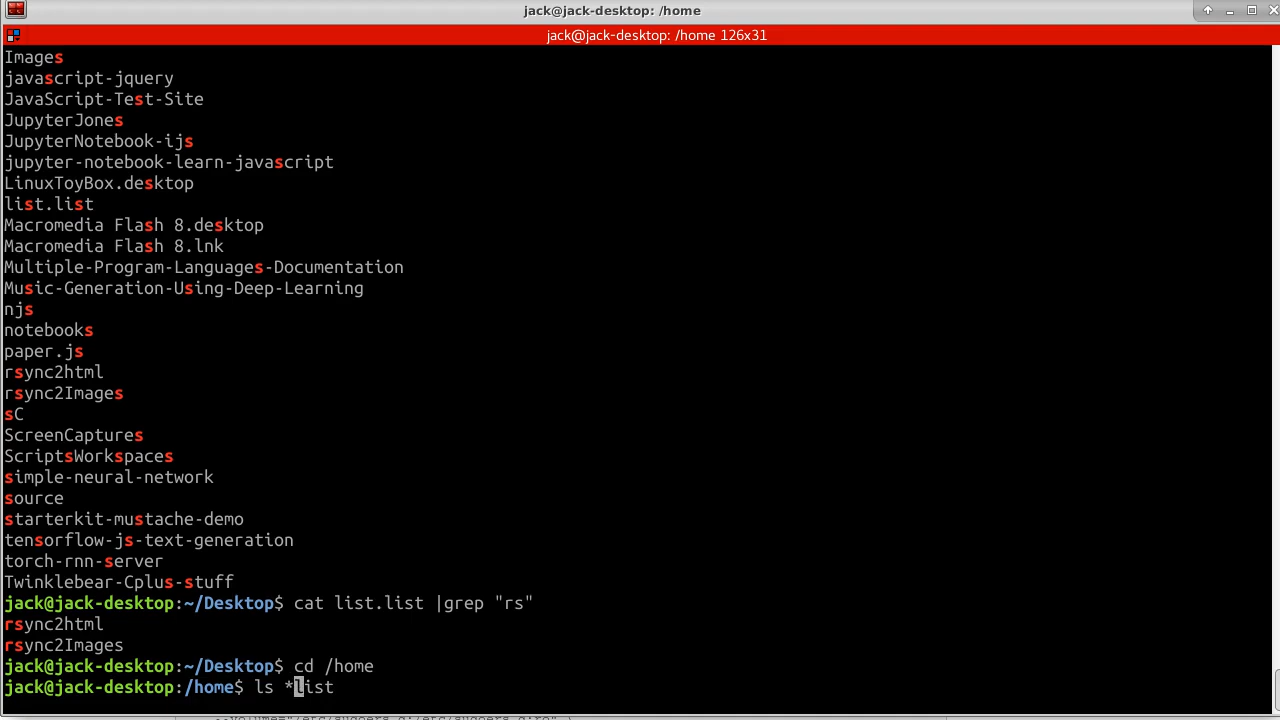 jack@jack-desktop: /home
jack@jack-desktop: /home 126x31
Images
javascript-jquery
JavaScript-Test-Site
JupyterJones
JupyterNotebook-ijs
jupyter-notebook-learn-javascript
LinuxToyBox.desktop
list.list
Macromedia Flash 8.desktop
Macromedia Flash 8.lnk
Multiple-Program-Languages-Documentation
Music-Generation-Using-Deep-Learning
njs
notebooks
paper.js
rsync2html
rsync2Images
sC
ScreenCaptures
ScriptsWorkspaces
simple-neural-network
source
starterkit-mustache-demo
tensorflow-js-text-generation
torch-rnn-server
Twinklebear-Cplus-stuff
jack@jack-desktop:~/Desktop$ cat list.list |grep "rs"
rsync2html
rsync2Images
jack@jack-desktop:~/Desktop$ cd /home
jack@jack-desktop:/home$ ls *list